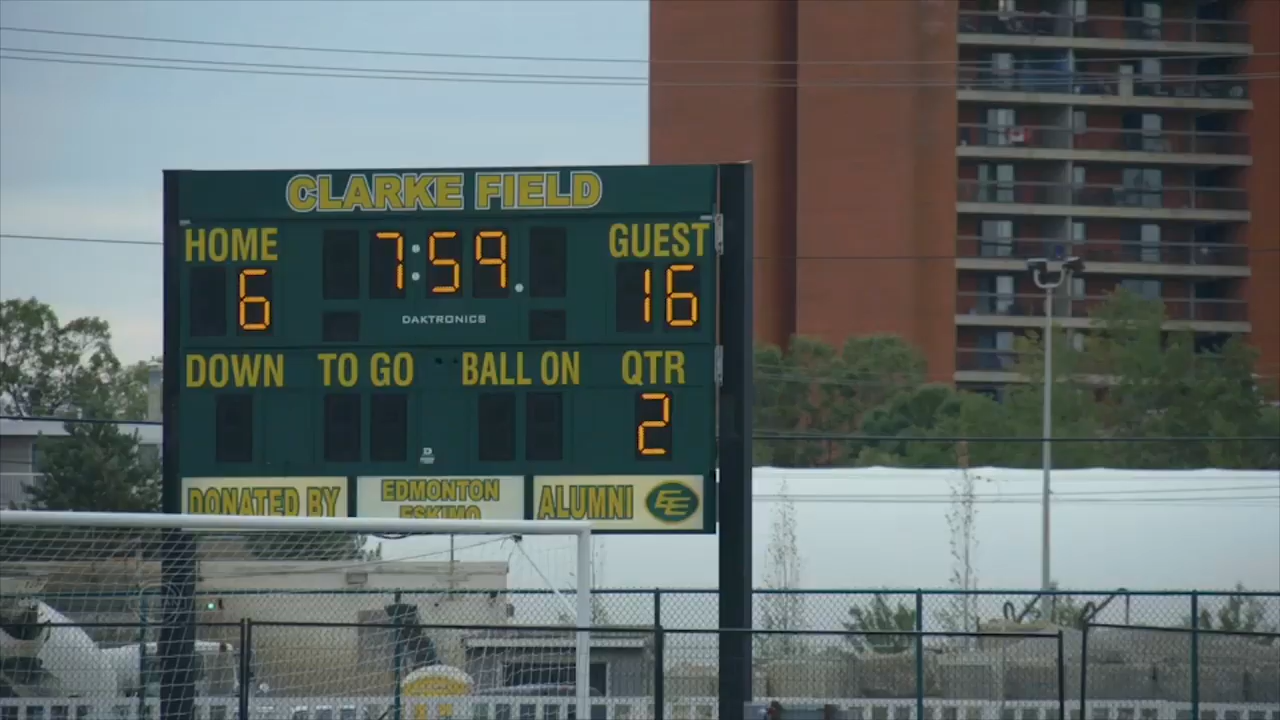 CLARKE FIELD
HOME 7:59. GUEST
6 16
DAKTRONICS
DOWN TO GO BALL ON QTR
2
DONATED BY EDMONTON ESKIMO ALUMNI EE